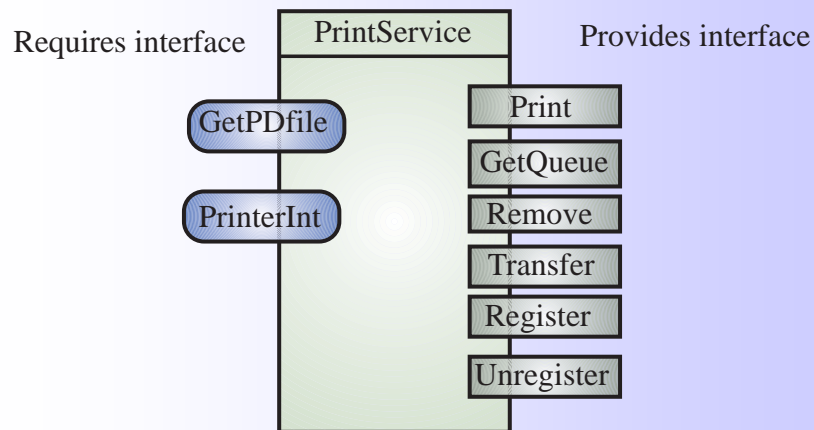 Requires interface
PrintService
Provides interface
GetPDfile
PrinterInt
Print
GetQueue
Remove
Transfer
Register
Unregister